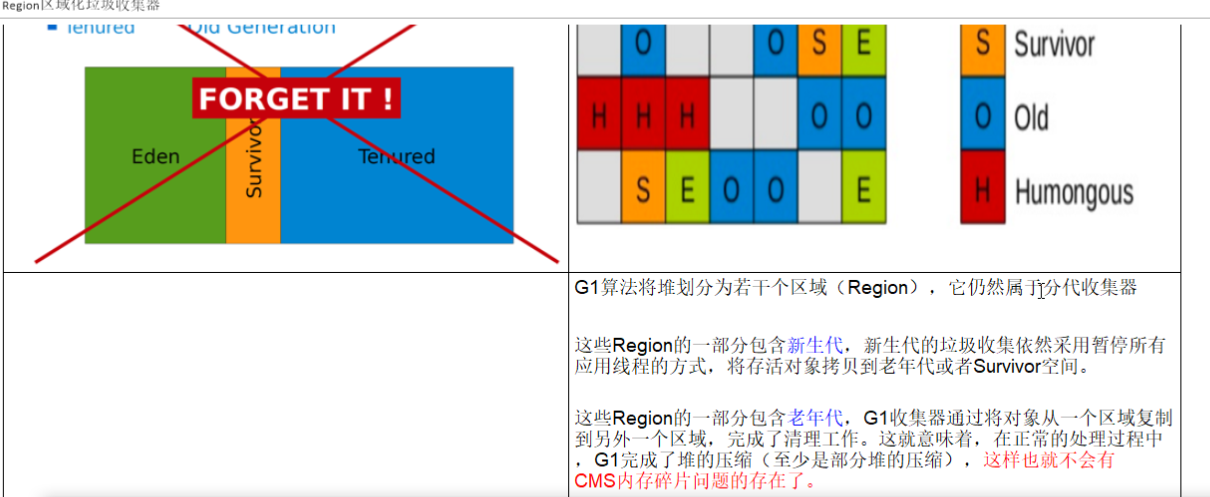 Region区域化垃圾收集器
Tenured Old Generation
FORGET IT !
Eden
Survivor
Tenured
O O S E
H H H O O
S E O O E
S Survivor
O Old
H Humongous
G1算法将堆划分为若干个区域（Region），它仍然属于分代收集器
这些Region的一部分包含新生代，新生代的垃圾收集依然采用暂停所有
应用线程的方式，将存活对象拷贝到老年代或者Survivor空间。
这些Region的一部分包含老年代，G1收集器通过将对象从一个区域复制
到另外一个区域，完成了清理工作。这就意味着，在正常的处理过程中
，G1完成了堆的压缩（至少是部分堆的压缩），这样也就不会有
CMS内存碎片问题的存在了。